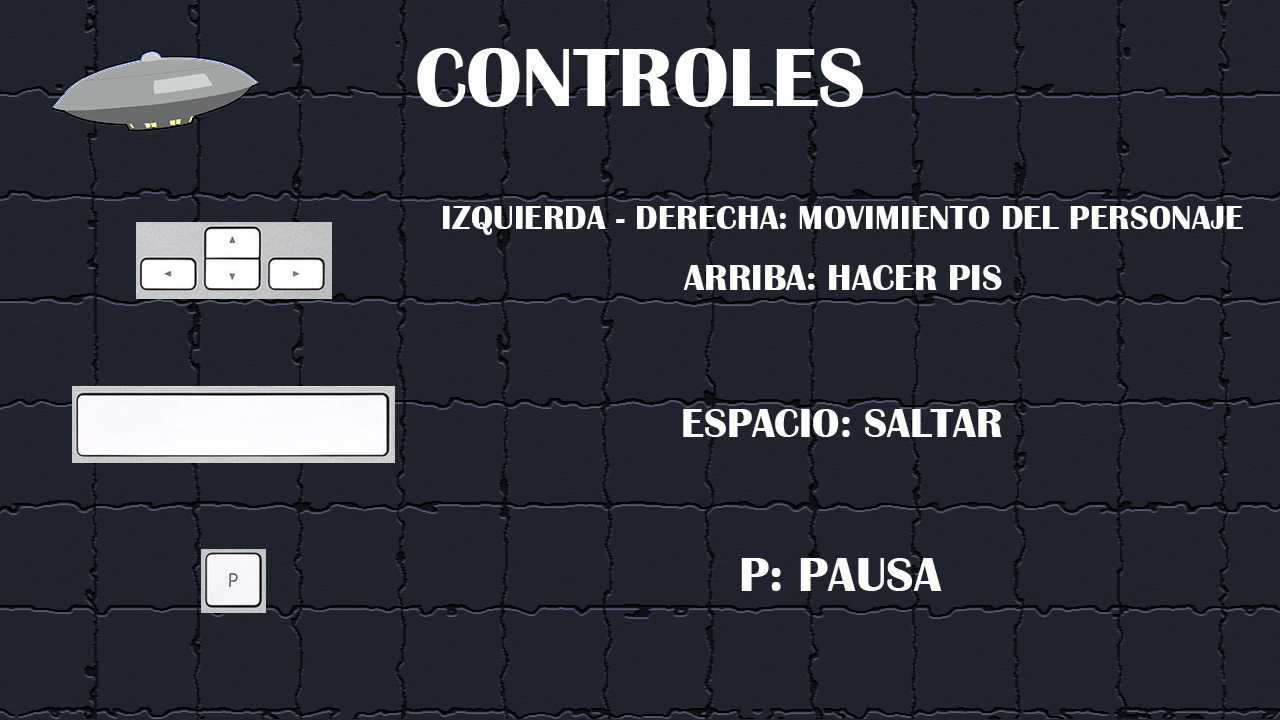 CONTROLES
IZQUIERDA - DERECHA: MOVIMIENTO DEL PERSONAJE
ARRIBA: HACER PIS
ESPACIO: SALTAR
P
P: PAUSA